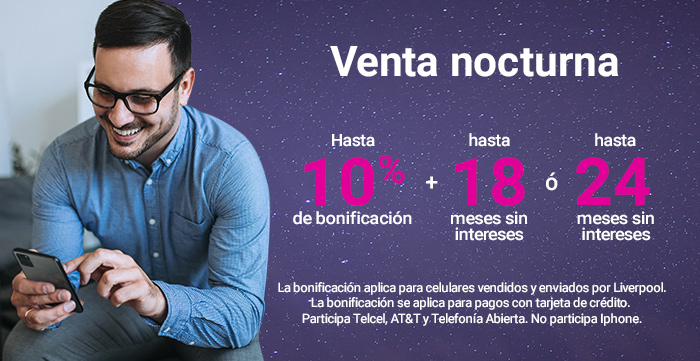 Venta nocturna
Hasta
10%
de bonificación
+
hasta
18
meses sin
intereses
ó
hasta
24
meses sin
intereses
La bonificación aplica para celulares vendidos y enviados por Liverpool.
*La bonificación se aplica para pagos con tarjeta de crédito.
Participa Telcel, AT&T y Telefonía Abierta. No participa Iphone.